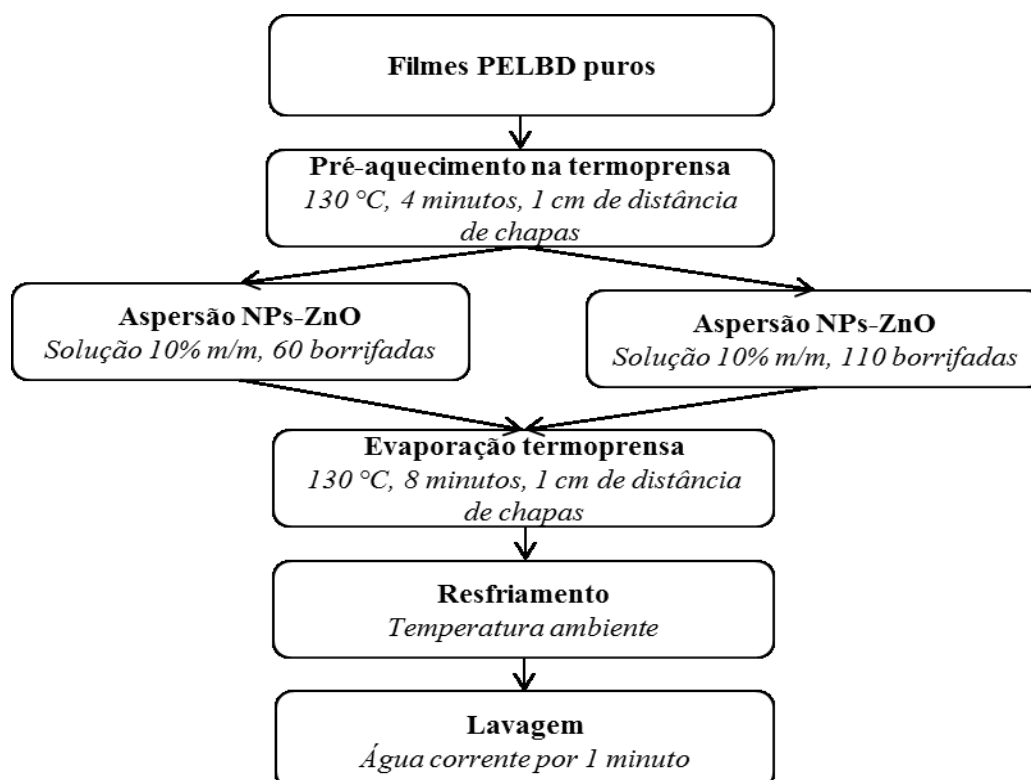 Filmes PELBD puros
Pré-aquecimento na termoprensa
130 °C, 4 minutos, 1 cm de distância
de chapas
Aspersão NPs-ZnO
Solução 10% m/m, 60 borrifadas
Aspersão NPs-ZnO
Solução 10% m/m, 110 borrifadas
Evaporação termoprensa
130 °C, 8 minutos, 1 cm de distância
de chapas
Resfriamento
Temperatura ambiente
Lavagem
Água corrente por 1 minuto